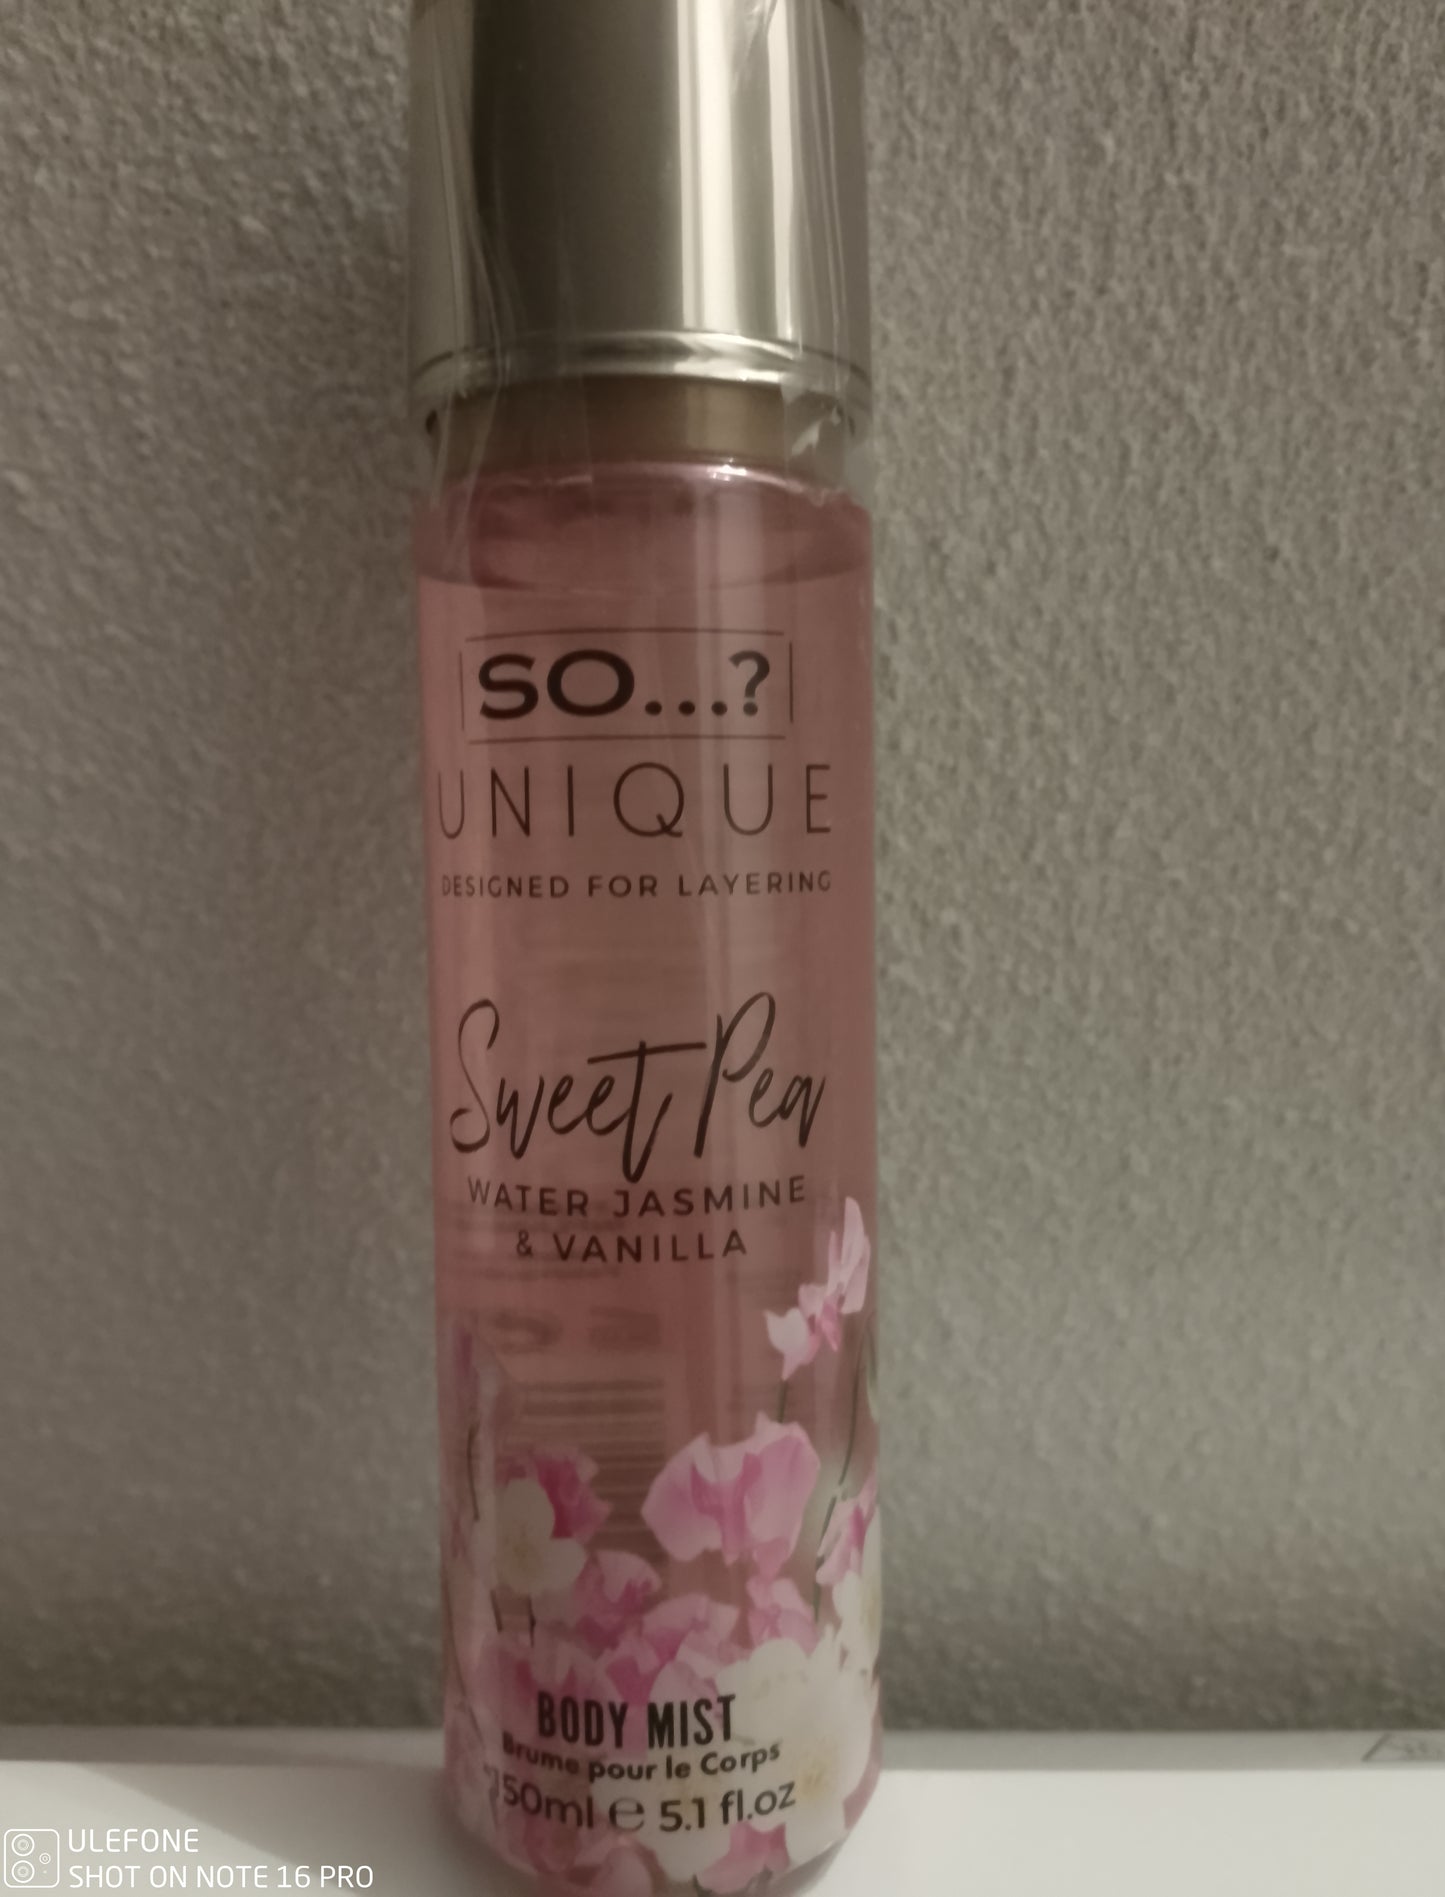 SO...?
UNIQUE
DESIGNED FOR LAYERING
Sweet Pea
WATER JASMINE
& VANILLA
BODY MIST
Brume pour le Corps
150ml e 5.1 fl.oz
ULEFONE
SHOT ON NOTE 16 PRO